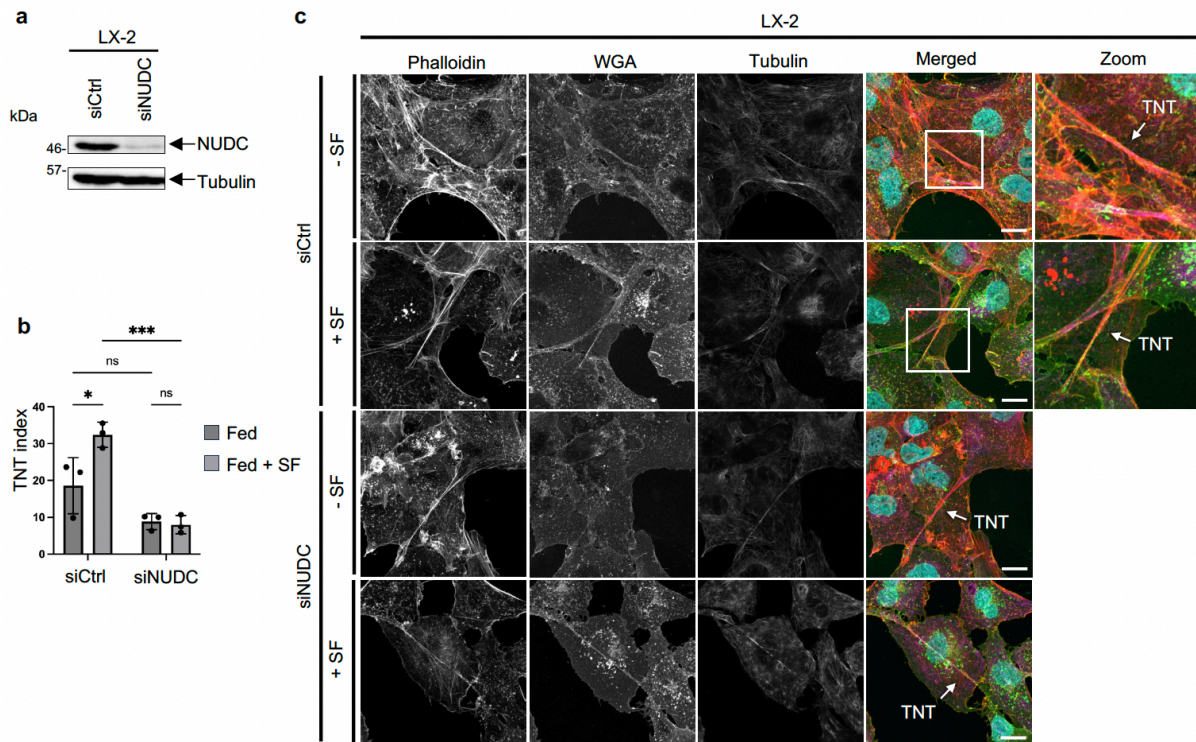 a
LX-2
siCtrl
siNUDC
kDa
46-
NUDC
57-
Tubulin
b
***
ns
*
ns
TNT index
40
30
20
10
0
siCtrl
siNUDC
Fed
Fed + SF
c
LX-2
Phalloidin
WGA
Tubulin
Merged
Zoom
siCtrl
- SF
TNT
+ SF
TNT
siNUDC
-SF
TNT
+SF
TNT